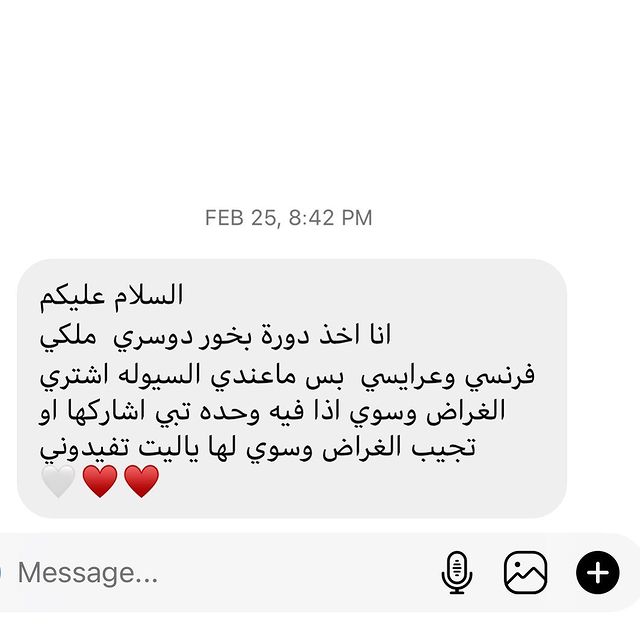 FEB 25, 8:42 PM
السلام عليكم
انا اخذ دورة بخور دوسري  ملكي
فرنسي وعرايسي  بس ماعندي السيوله اشتري
الغراض وسوي اذا فيه وحده تبي اشاركها او
تجيب الغراض وسوي لها ياليت تفيدوني
🤍♥️♥️
Message...